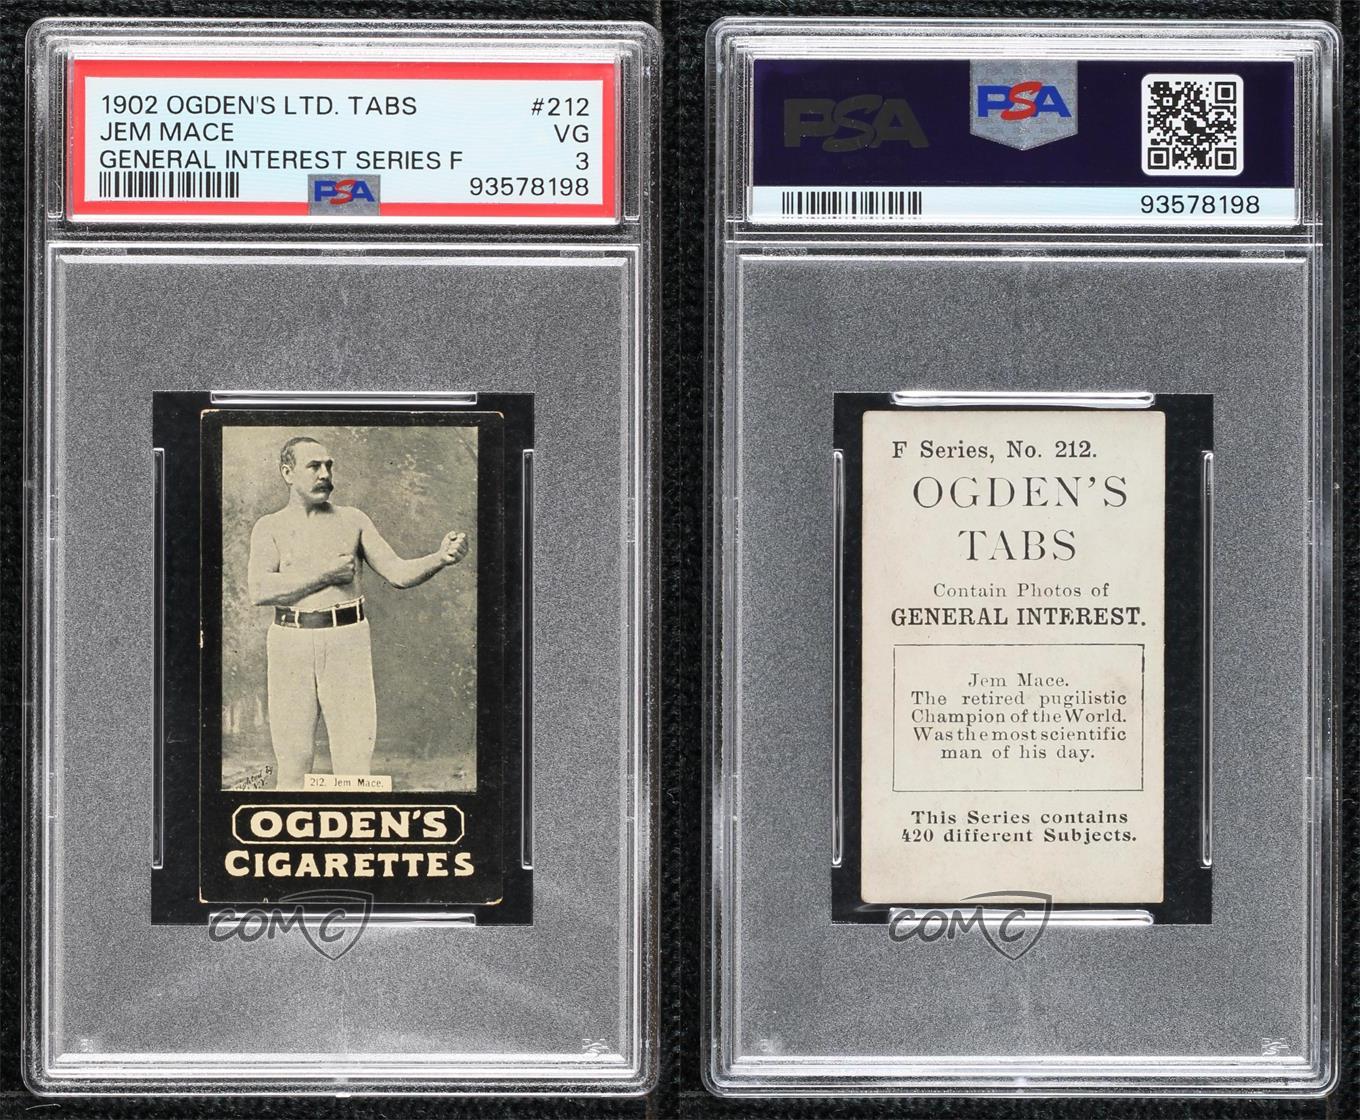 1902 OGDEN'S LTD. TABS #212
JEM MACE VG
GENERAL INTEREST SERIES F 3
PSA 93578198
212. Jem Mace.
OGDEN'S
CIGARETTES
COMC
PSA PSA
93578198
F Series, No. 212.
OGDEN'S
TABS
Contain Photos of
GENERAL INTEREST.
Jem Mace.
The retired pugilistic
Champion of the World.
Was the most scientific
man of his day.
This Series contains
420 different Subjects.
COMC